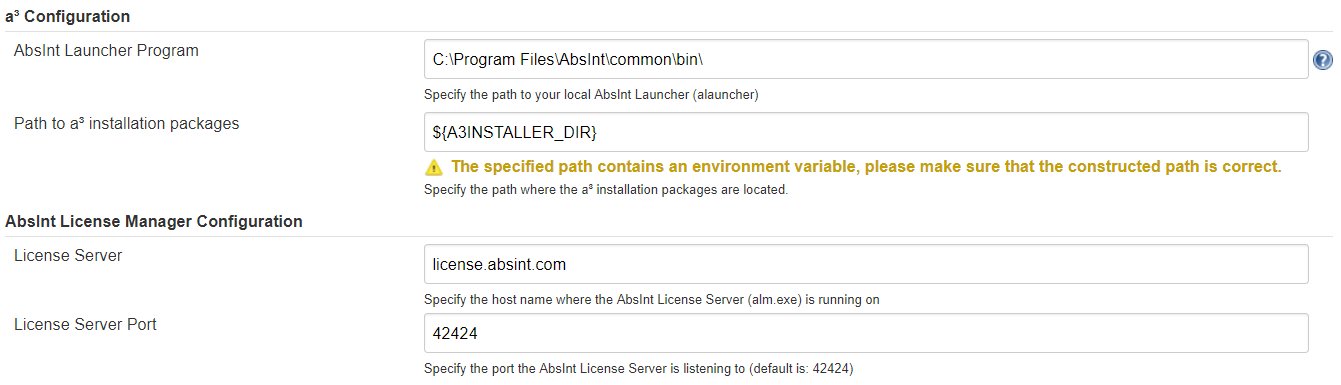 a³ Configuration
AbsInt Launcher Program
C:\Program Files\AbsInt\common\bin\
Specify the path to your local AbsInt Launcher (alauncher)
Path to a³ installation packages
${A3INSTALLER_DIR}
The specified path contains an environment variable, please make sure that the constructed path is correct.
Specify the path where the a³ installation packages are located.
AbsInt License Manager Configuration
License Server
license.absint.com
Specify the host name where the AbsInt License Server (alm.exe) is running on
License Server Port
42424
Specify the port the AbsInt License Server is listening to (default is: 42424)